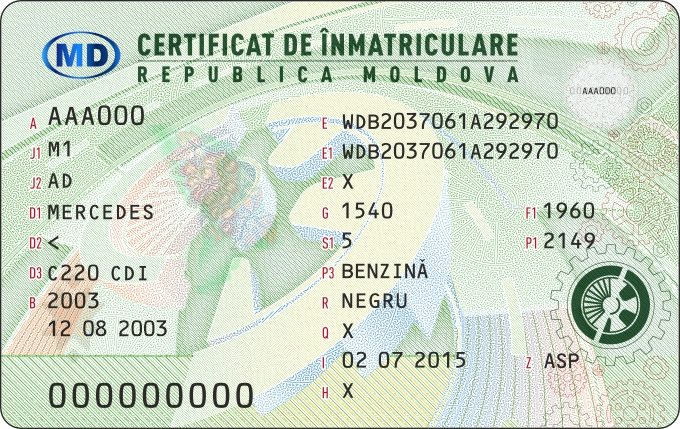 MD CERTIFICAT DE ÎNMATRICULARE
REPUBLICA MOLDOVA
00AAA00000
A AAA000 E WDB2037061A292970
J1 M1 E1 WDB2037061A292970
J2 AD E2 X
D1 MERCEDES G 1540 F1 1960
D2 < S1 5 P1 2149
D3 C220 CDI P3 BENZINĂ
B 2003 R NEGRU
12 08 2003 Q X
I 02 07 2015 Z ASP
000000000 H X